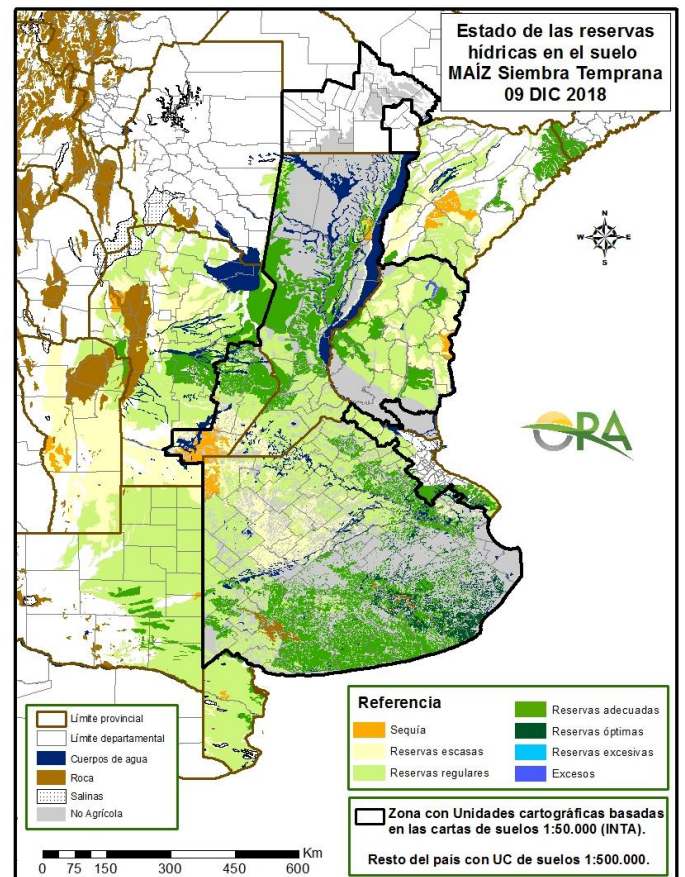 Estado de las reservas
hídricas en el suelo
MAÍZ Siembra Temprana
09 DIC 2018
N
W
E
S
ORA
Límite provincial
Límite departamental
Cuerpos de agua
Roca
Salinas
No Agrícola
Referencia
Sequía
Reservas escasas
Reservas regulares
Reservas adecuadas
Reservas óptimas
Reservas excesivas
Excesos
Zona con Unidades cartográficas basadas
en las cartas de suelos 1:50.000 (INTA).
Resto del país con UC de suelos 1:500.000.
Km
0 75 150 300 450 600